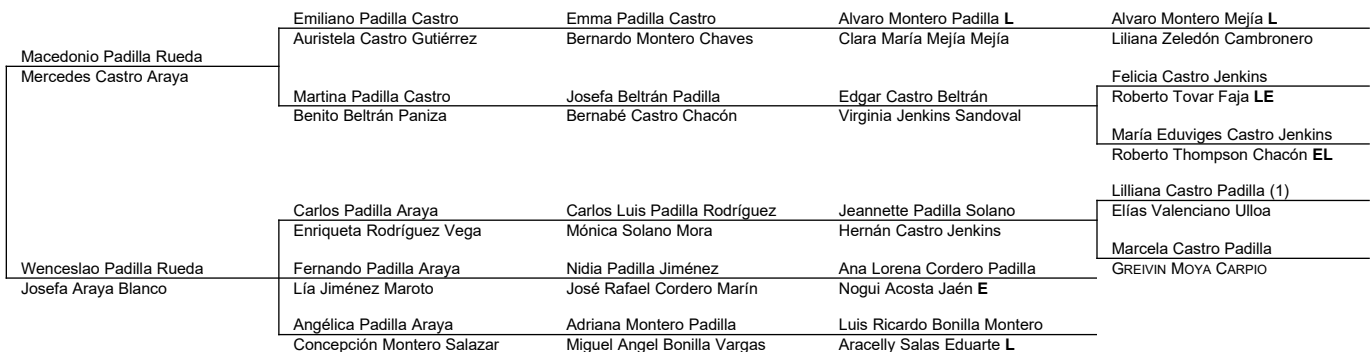 Emiliano Padilla Castro Emma Padilla Castro Alvaro Montero Padilla L Alvaro Montero Mejía L
Auristela Castro Gutiérrez Bernardo Montero Chaves Clara María Mejía Mejía Liliana Zeledón Cambronero
Macedonio Padilla Rueda
Mercedes Castro Araya
Felicia Castro Jenkins
Martina Padilla Castro Josefa Beltrán Padilla Edgar Castro Beltrán Roberto Tovar Faja LE
Benito Beltrán Paniza Bernabé Castro Chacón Virginia Jenkins Sandoval
María Eduviges Castro Jenkins
Roberto Thompson Chacón EL
Lilliana Castro Padilla (1)
Carlos Padilla Araya Carlos Luis Padilla Rodríguez Jeannette Padilla Solano Elías Valenciano Ulloa
Enriqueta Rodríguez Vega Mónica Solano Mora Hernán Castro Jenkins
Marcela Castro Padilla
Wenceslao Padilla Rueda Fernando Padilla Araya Nidia Padilla Jiménez Ana Lorena Cordero Padilla GREIVIN MOYA CARPIO
Josefa Araya Blanco Lía Jiménez Maroto José Rafael Cordero Marín Nogui Acosta Jaén E
Angélica Padilla Araya Adriana Montero Padilla Luis Ricardo Bonilla Montero
Concepción Montero Salazar Miguel Angel Bonilla Vargas Aracelly Salas Eduarte L